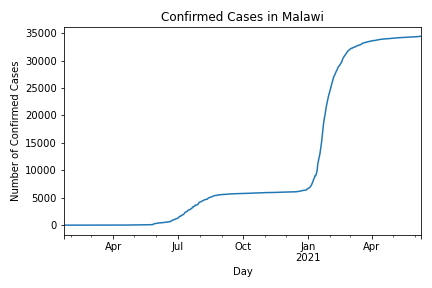 Confirmed Cases in Malawi
Number of Confirmed Cases
35000
30000
25000
20000
15000
10000
5000
0
Apr
Jul
Oct
Jan
2021
Apr
Day